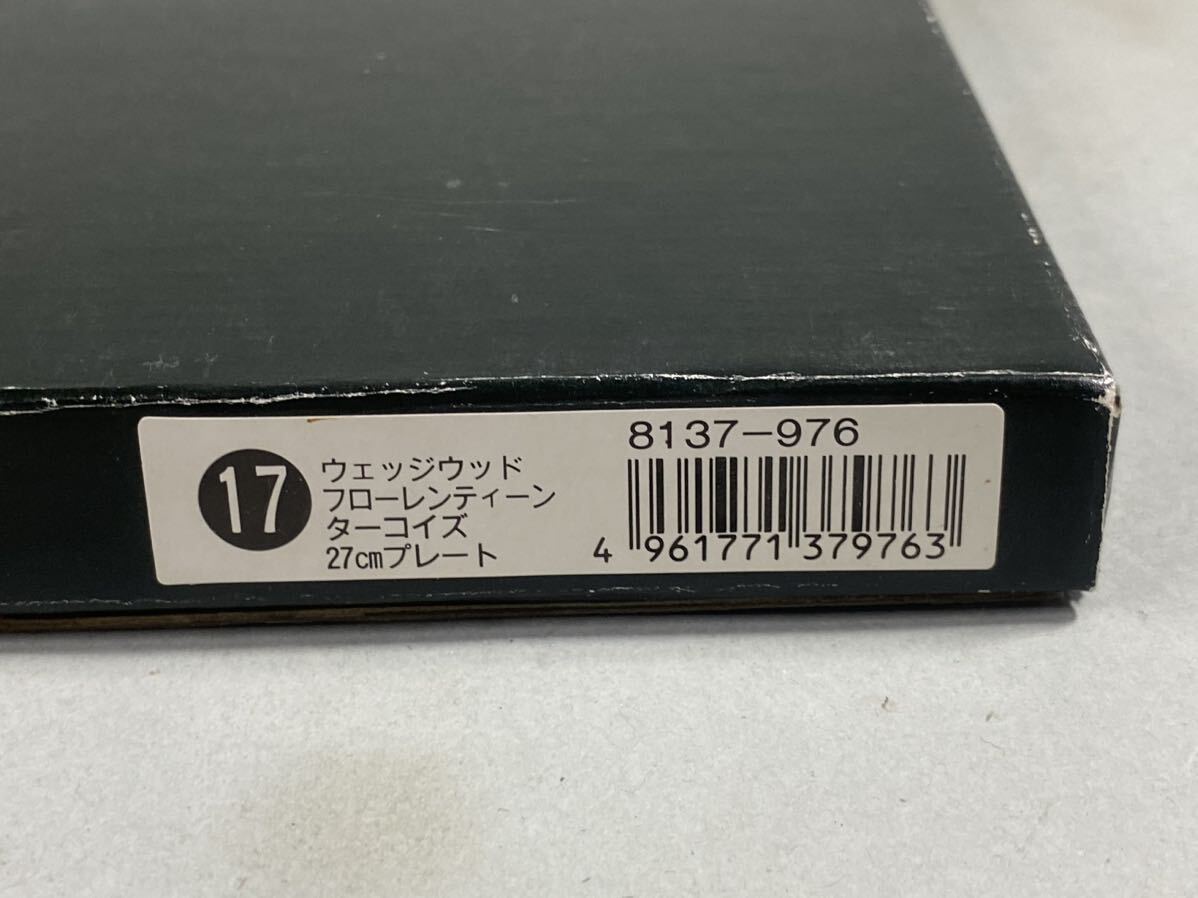 17
ウェッジウッド
フローレンティーン
ターコイズ
27cmプレート
8137-976
4 961771 379763